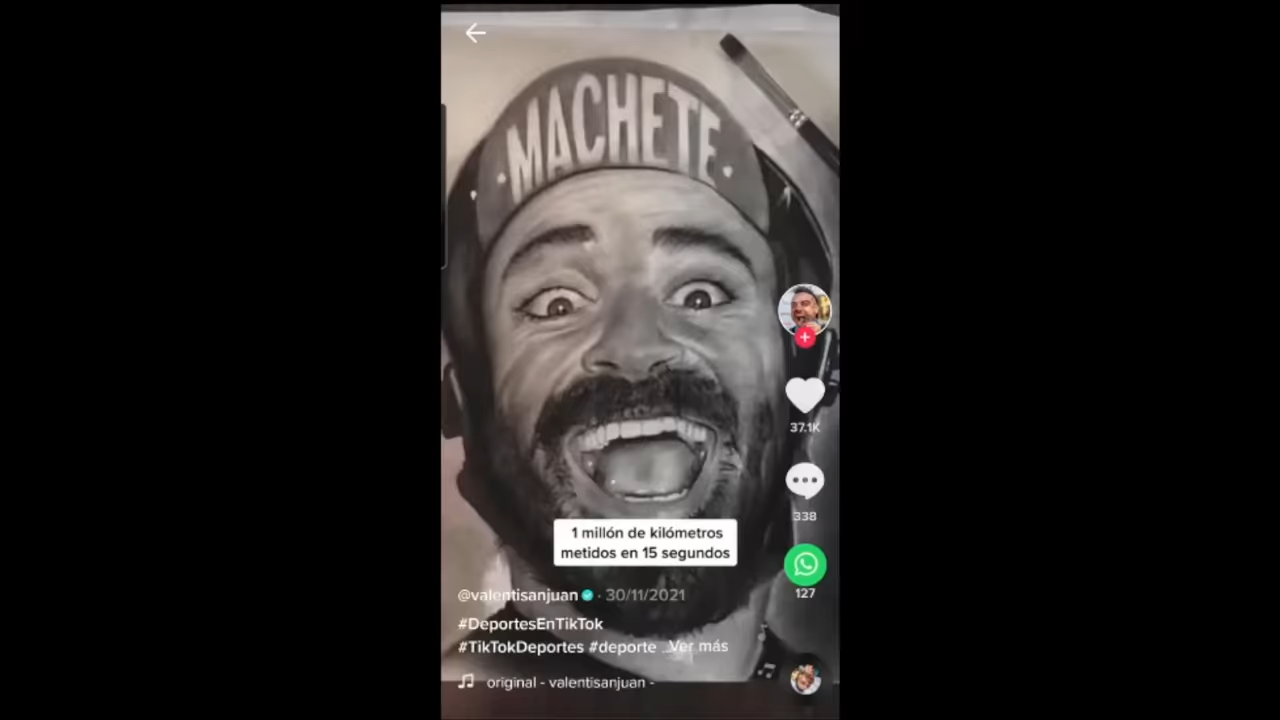 MACHETE
37.1K
338
1 millón de kilómetros
metidos en 15 segundos
127
@valentisanjuan · 30/11/2021
#DeportesEnTikTok
#TikTokDeportes #deporte ...Ver más
original - valentisanjuan -